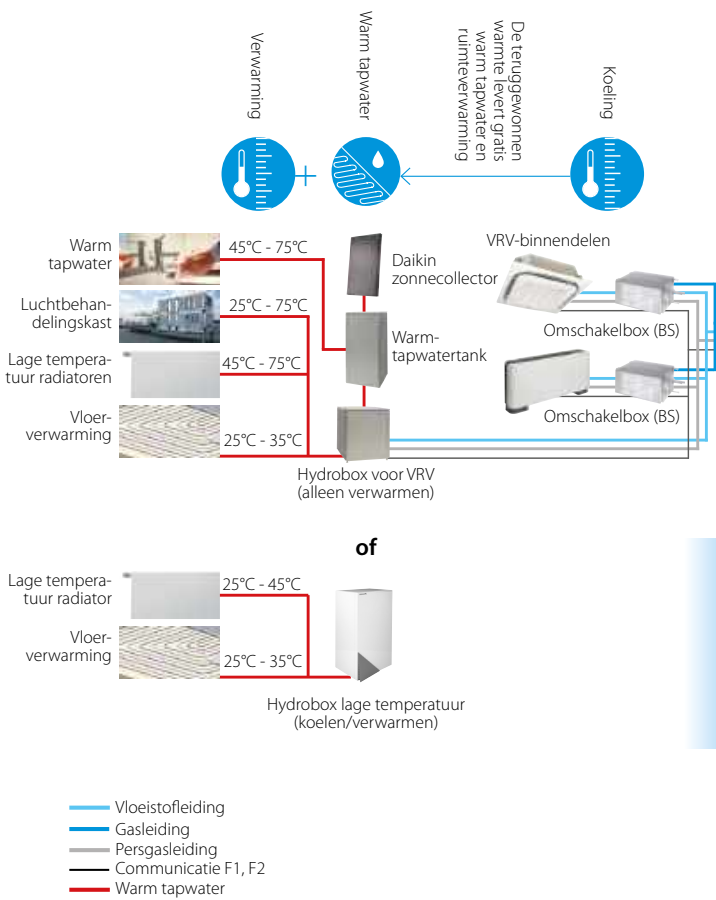 Verwarming
Warm tapwater
De teruggewonnen
warmte levert gratis
warm tapwater en
ruimteverwarming
Koeling
Warm
tapwater
45°C - 75°C
Daikin
zonnecollector
VRV-binnendelen
Luchtbehan-
delingskast
25°C - 75°C
Warm-
tapwatertank
Omschakelbox (BS)
Lage tempera-
tuur radiatoren
45°C - 75°C
Vloer-
verwarming
25°C - 35°C
Omschakelbox (BS)
Hydrobox voor VRV
(alleen verwarmen)
of
Lage tempera-
tuur radiator
25°C - 45°C
Vloer-
verwarming
25°C - 35°C
Hydrobox lage temperatuur
(koelen/verwarmen)
Vloeistofleiding
Gasleiding
Persgasleiding
Communicatie F1, F2
Warm tapwater